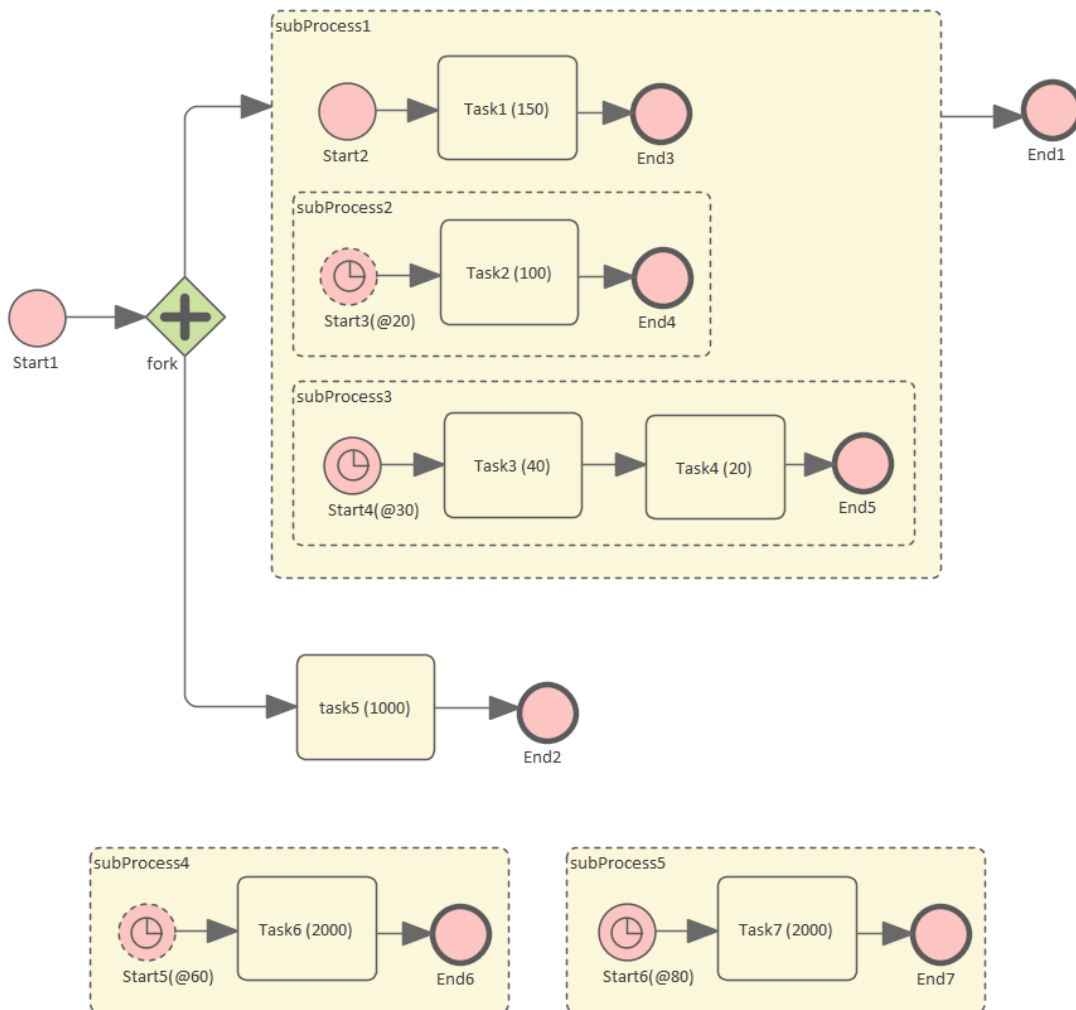 subProcess1
Task1 (150)
Start2
End3
End1
subProcess2
Task2 (100)
Start3(@20)
End4
Start1
fork
subProcess3
Task3 (40)
Task4 (20)
Start4(@30)
End5
task5 (1000)
End2
subProcess4
Task6 (2000)
Start5(@60)
End6
subProcess5
Task7 (2000)
Start6(@80)
End7